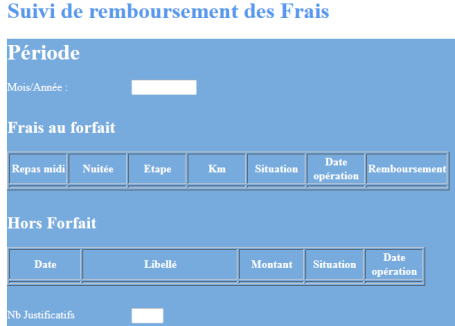 Suivi de remboursement des Frais
Période
Mois/Année :
Frais au forfait
Repas midi Nuitée Etape Km Situation Date opération Remboursement
Hors Forfait
Date Libellé Montant Situation Date opération
Nb Justificatifs